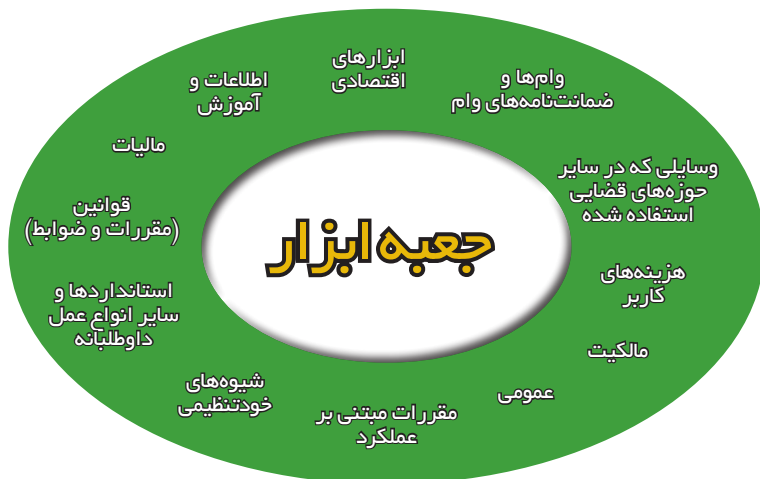 جعبه ابزار
ابزارهای
اقتصادی
وام‌ها و
ضمانت‌نامه‌های وام
وسایلی که در سایر
حوزه‌های قضایی
استفاده شده
هزینه‌های
کاربر
مالکیت
عمومی
مقررات مبتنی بر
عملکرد
شیوه‌های
خودتنظیمی
استانداردها و
سایر انواع عمل
داوطلبانه
قوانین
(مقررات و ضوابط)
مالیات
اطلاعات و
آموزش